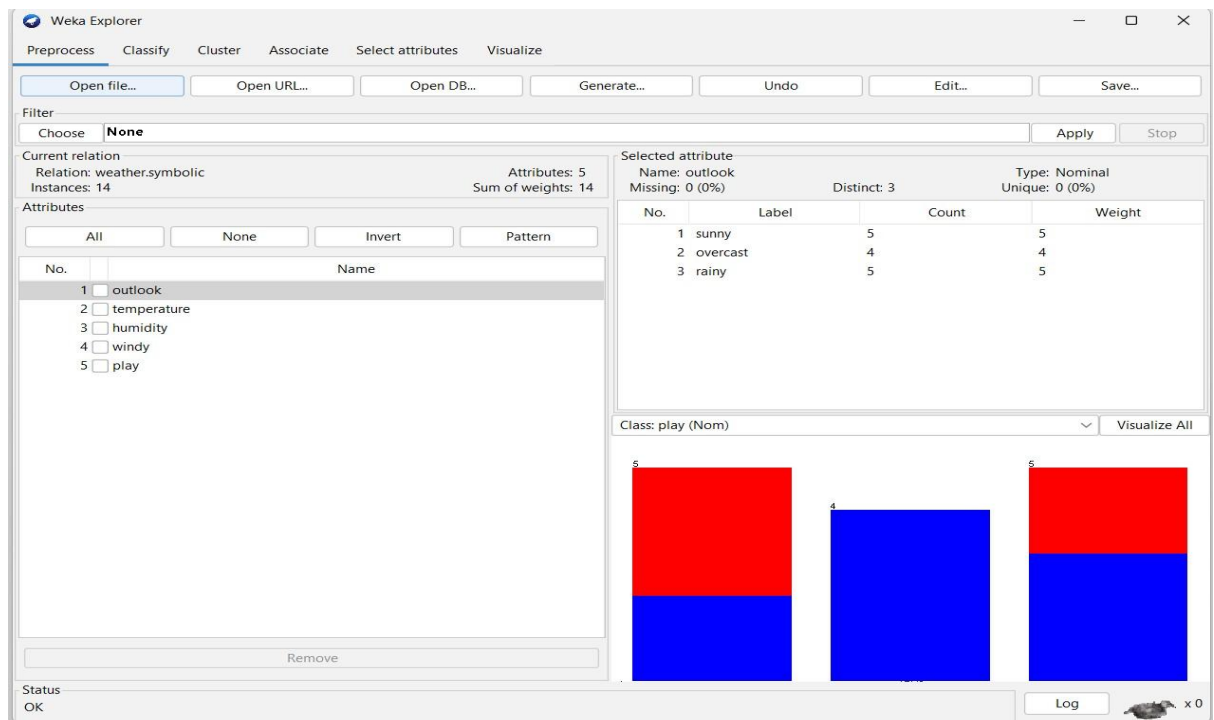 Weka Explorer
Preprocess Classify Cluster Associate Select attributes Visualize
Open file... Open URL... Open DB... Generate... Undo Edit... Save...
Filter
Choose None Apply Stop
Current relation
Relation: weather.symbolic Attributes: 5
Instances: 14 Sum of weights: 14
Attributes
All None Invert Pattern
No. Name
1 outlook
2 temperature
3 humidity
4 windy
5 play
Remove
Selected attribute
Name: outlook Type: Nominal
Missing: 0 (0%) Distinct: 3 Unique: 0 (0%)
No. Label Count Weight
1 sunny 5 5
2 overcast 4 4
3 rainy 5 5
Class: play (Nom) Visualize All
5 4 5
Status
OK
Log x 0